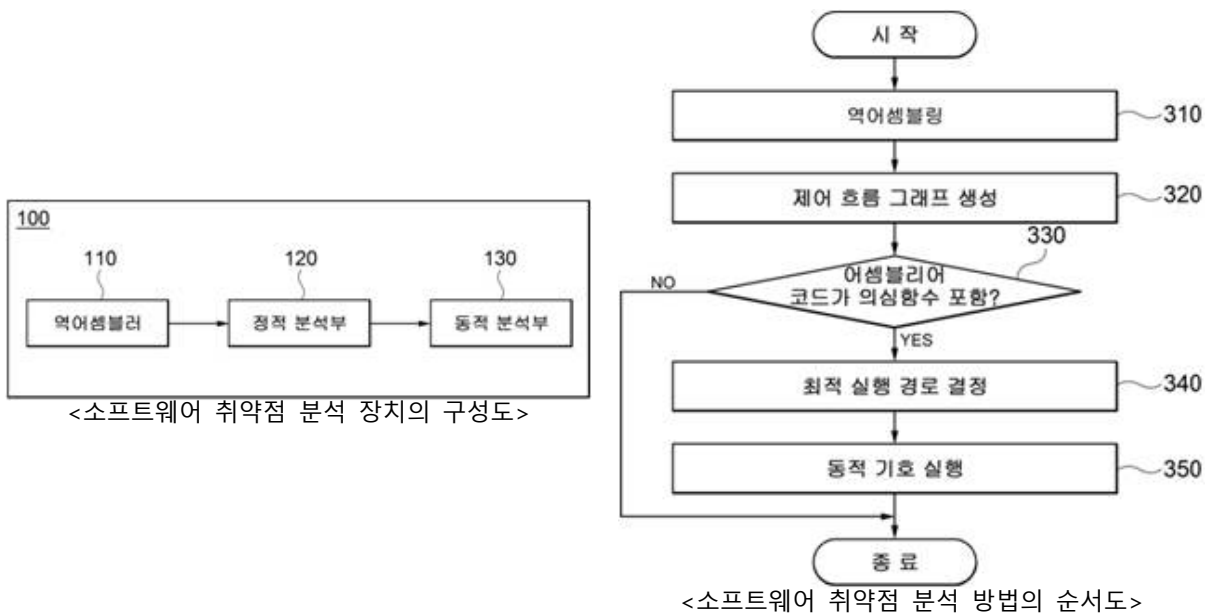 100
110
120
130
역어셈블러
정적 분석부
동적 분석부
<소프트웨어 취약점 분석 장치의 구성도>
시 작
역어셈블링
310
제어 흐름 그래프 생성
320
330
어셈블리어
코드가 의심함수 포함?
NO
YES
최적 실행 경로 결정
340
동적 기호 실행
350
종 료
<소프트웨어 취약점 분석 방법의 순서도>